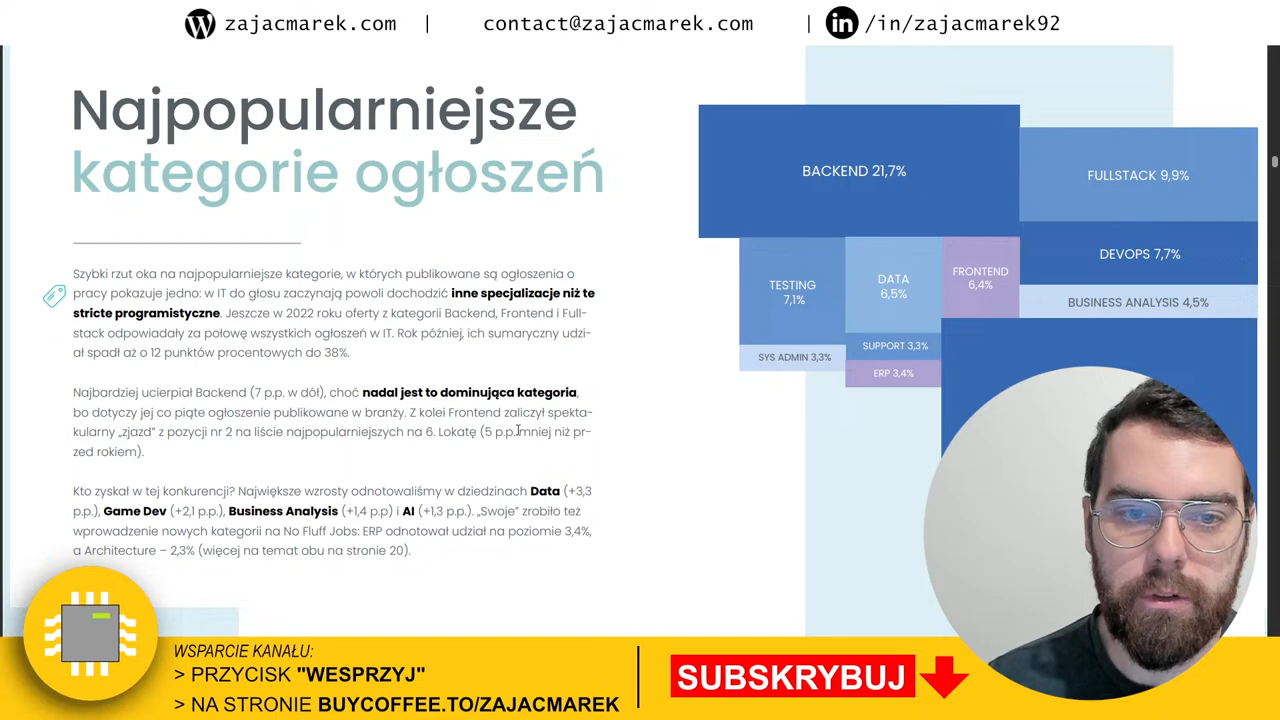 zajacmarek.com | contact@zajacmarek.com | in /in/zajacmarek92
Najpopularniejsze
kategorie ogłoszeń
Szybki rzut oka na najpopularniejsze kategorie, w których publikowane są ogłoszenia o
pracy pokazuje jedno: w IT do głosu zaczynają powoli dochodzić inne specjalizacje niż te
stricte programistyczne. Jeszcze w 2022 roku oferty z kategorii Backend, Frontend i Full-
stack odpowiadały za połowę wszystkich ogłoszeń w IT. Rok później, ich sumaryczny udzi-
ał spadł aż o 12 punktów procentowych do 38%.
Najbardziej ucierpiał Backend (7 p.p. w dół), choć nadal jest to dominująca kategoria,
bo dotyczy jej co piąte ogłoszenie publikowane w branży. Z kolei Frontend zaliczył spekta-
kularny „zjazd” z pozycji nr 2 na liście najpopularniejszych na 6. Lokatę (5 p.p. mniej niż pr-
zed rokiem).
Kto zyskał w tej konkurencji? Największe wzrosty odnotowaliśmy w dziedzinach Data (+3,3
p.p.), Game Dev (+2,1 p.p.), Business Analysis (+1,4 p.p) i AI (+1,3 p.p.). „Swoje” zrobiło też
wprowadzenie nowych kategorii na No Fluff Jobs: ERP odnotował udział na poziomie 3,4%,
a Architecture – 2,3% (więcej na temat obu na stronie 20).
BACKEND 21,7%
FULLSTACK 9,9%
DEVOPS 7,7%
BUSINESS ANALYSIS 4,5%
TESTING
7,1%
DATA
6,5%
FRONTEND
6,4%
SYS ADMIN 3,3%
SUPPORT 3,3%
ERP 3,4%
WSPARCIE KANAŁU:
> PRZYCISK "WESPRZYJ"
> NA STRONIE BUYCOFFEE.TO/ZAJACMAREK
SUBSKRYBUJ